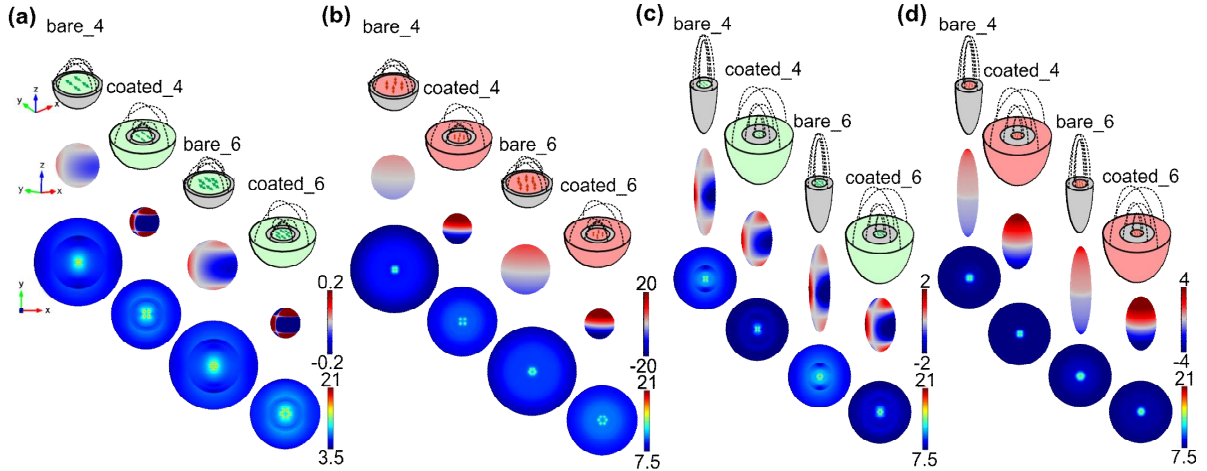 (a)
bare_4
coated_4
bare_6
coated_6
z
y
x
z
y
x
y
x
0.2
-0.2
21
3.5
(b)
bare_4
coated_4
bare_6
coated_6
20
-20
21
7.5
(c)
bare_4
coated_4
bare_6
coated_6
2
-2
21
7.5
(d)
bare_4
coated_4
bare_6
coated_6
4
-4
21
7.5